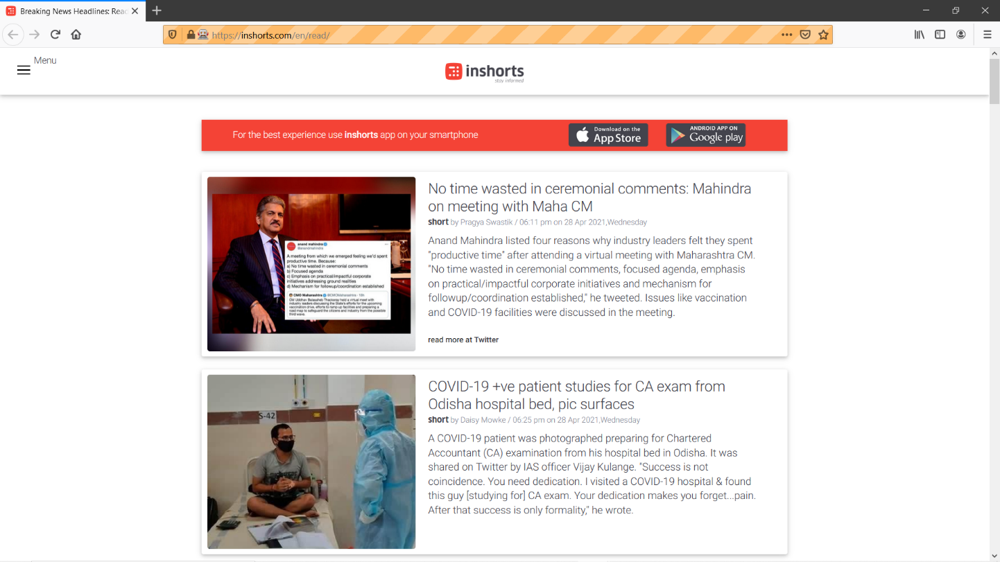 Breaking News Headlines: Read
https://inshorts.com/en/read/
Menu
inshorts
stay informed
For the best experience use inshorts app on your smartphone
Download on the
App Store
ANDROID APP ON
Google play
No time wasted in ceremonial comments: Mahindra
on meeting with Maha CM
short by Pragya Swastik / 06:11 pm on 28 Apr 2021,Wednesday
Anand Mahindra listed four reasons why industry leaders felt they spent
"productive time" after attending a virtual meeting with Maharashtra CM.
"No time wasted in ceremonial comments, focused agenda, emphasis
on practical/impactful corporate initiatives and mechanism for
followup/coordination established," he tweeted. Issues like vaccination
and COVID-19 facilities were discussed in the meeting.
read more at Twitter
anand mahindra
@anandmahindra
A meeting from which we emerged feeling we'd spent
productive time. Because:
a) No time wasted in ceremonial comments
b) Focused agenda
c) Emphasis on practical/impactful corporate
initiatives addressing ground realities
d) Mechanism for followup/coordination established
CMO Maharashtra @CMOMaharashtra · 18h
CM Uddhav Balasaheb Thackeray held a virtual meet with
industry leaders discussing the State's efforts for the upcoming
vaccination drive, efforts to ramp up facilities and preparing a
road map to safeguard the citizens and industry from the possible
third wave.
COVID-19 +ve patient studies for CA exam from
Odisha hospital bed, pic surfaces
short by Daisy Mowke / 06:25 pm on 28 Apr 2021,Wednesday
A COVID-19 patient was photographed preparing for Chartered
Accountant (CA) examination from his hospital bed in Odisha. It was
shared on Twitter by IAS officer Vijay Kulange. "Success is not
coincidence. You need dedication. I visited a COVID-19 hospital & found
this guy [studying for] CA exam. Your dedication makes you forget...pain.
After that success is only formality," he wrote.
S-42